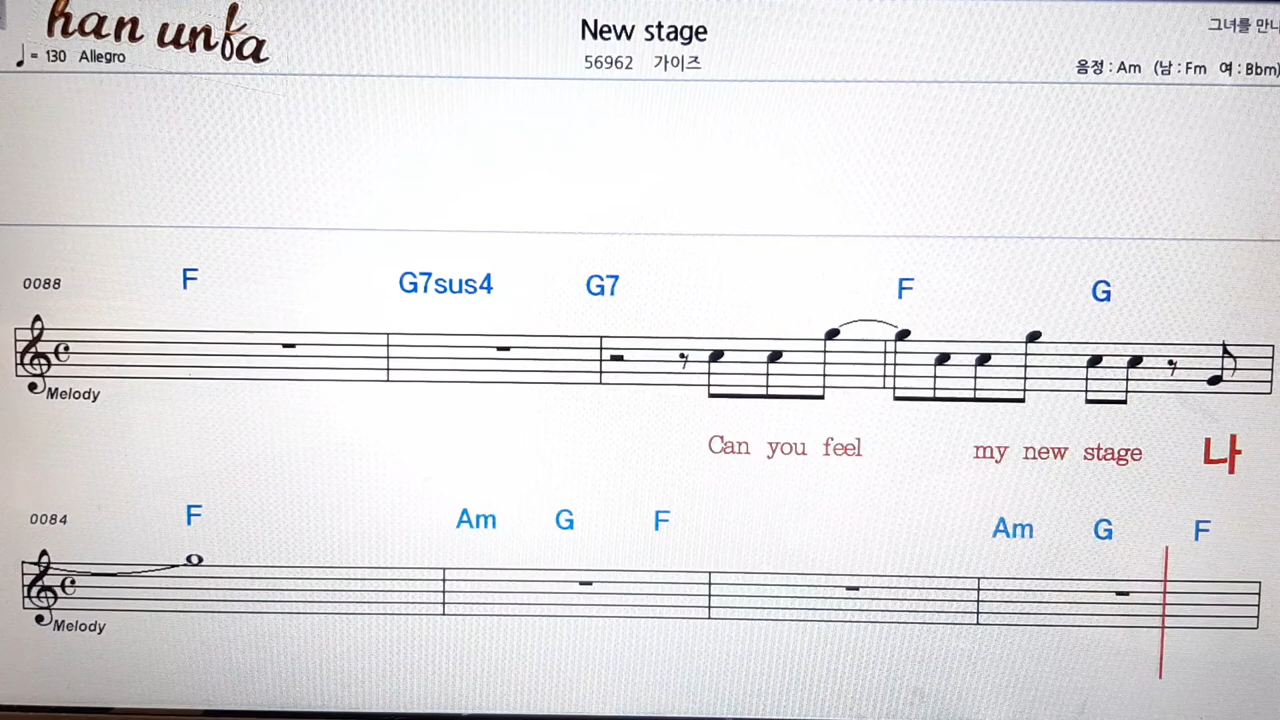 han unfa
New stage
그녀를 만나
♩= 130 Allegro
56962 가이즈
음정 : Am (남 : Fm 여 : Bbm)
0088 F G7sus4 G7 F G
Melody
Can you feel my new stage 나
0084 F Am G F Am G F
Melody